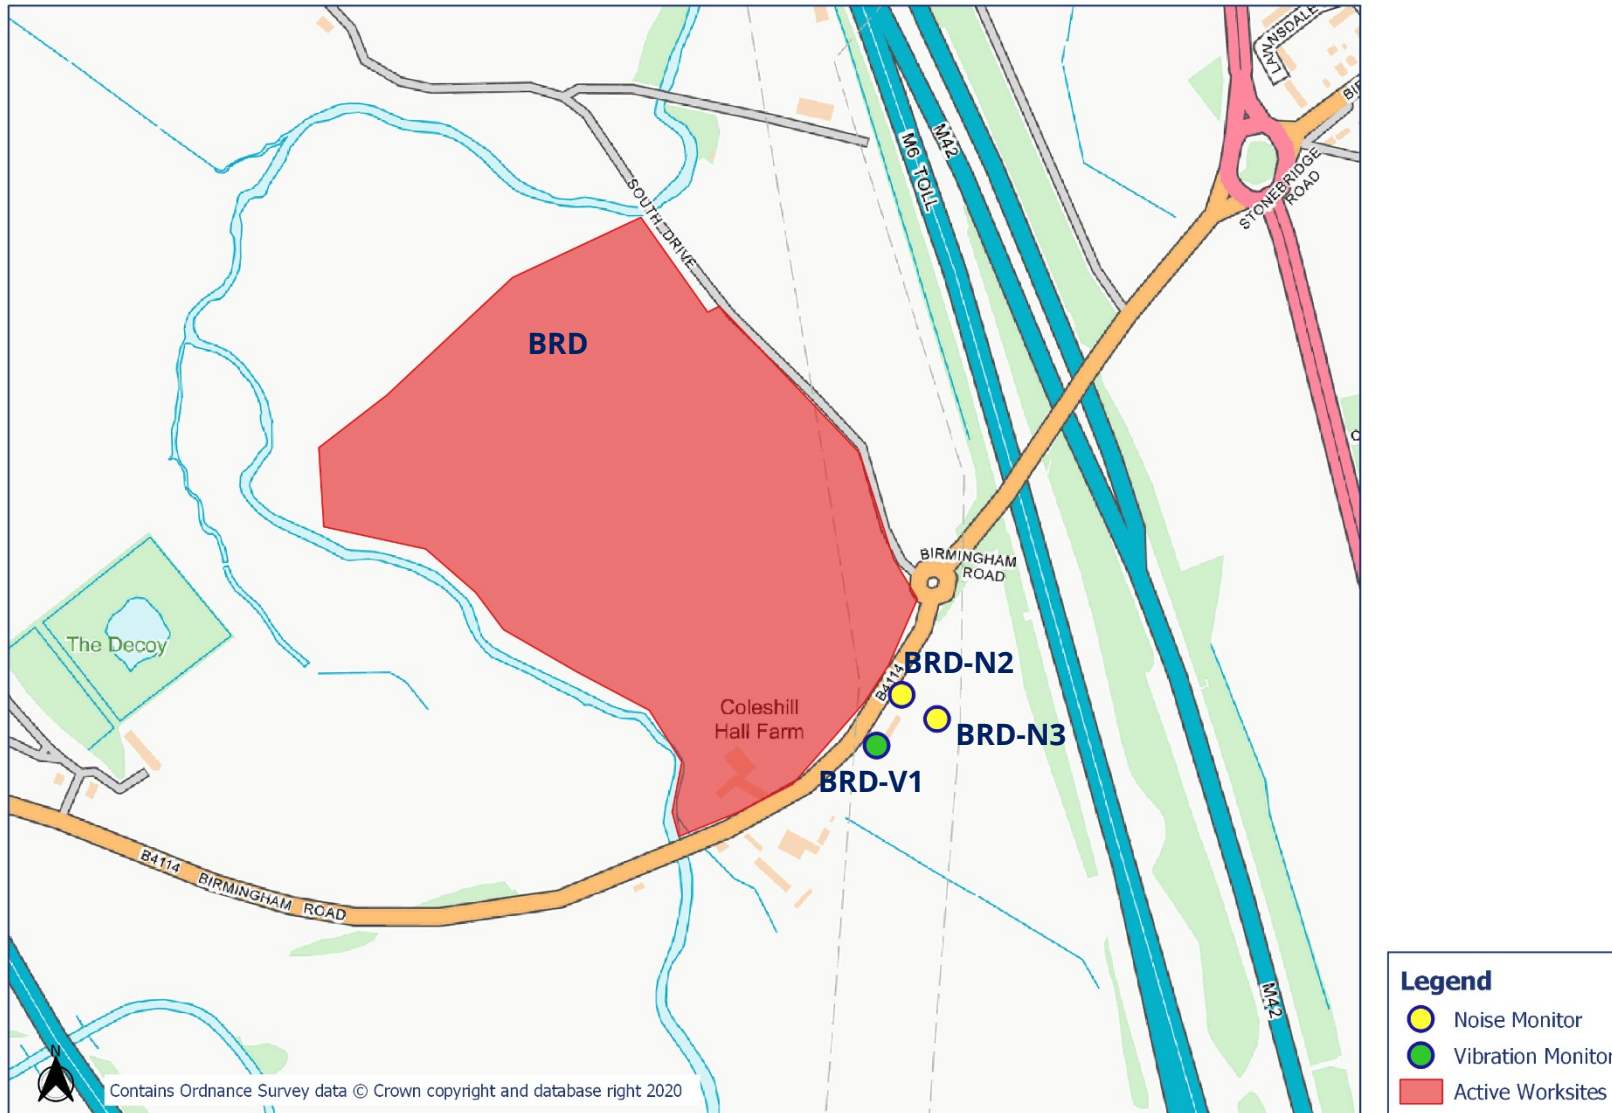 LAWNSDALE
M42
M6 TOLL
STONEBRIDGE
ROAD
SOUTH DRIVE
BRD
BIRMINGHAM
ROAD
The Decoy
BRD-N2
B4114
Coleshill
Hall Farm
BRD-N3
BRD-V1
B4114 BIRMINGHAM ROAD
M42
N
Contains Ordnance Survey data © Crown copyright and database right 2020
Legend
Noise Monitor
Vibration Monitor
Active Worksites